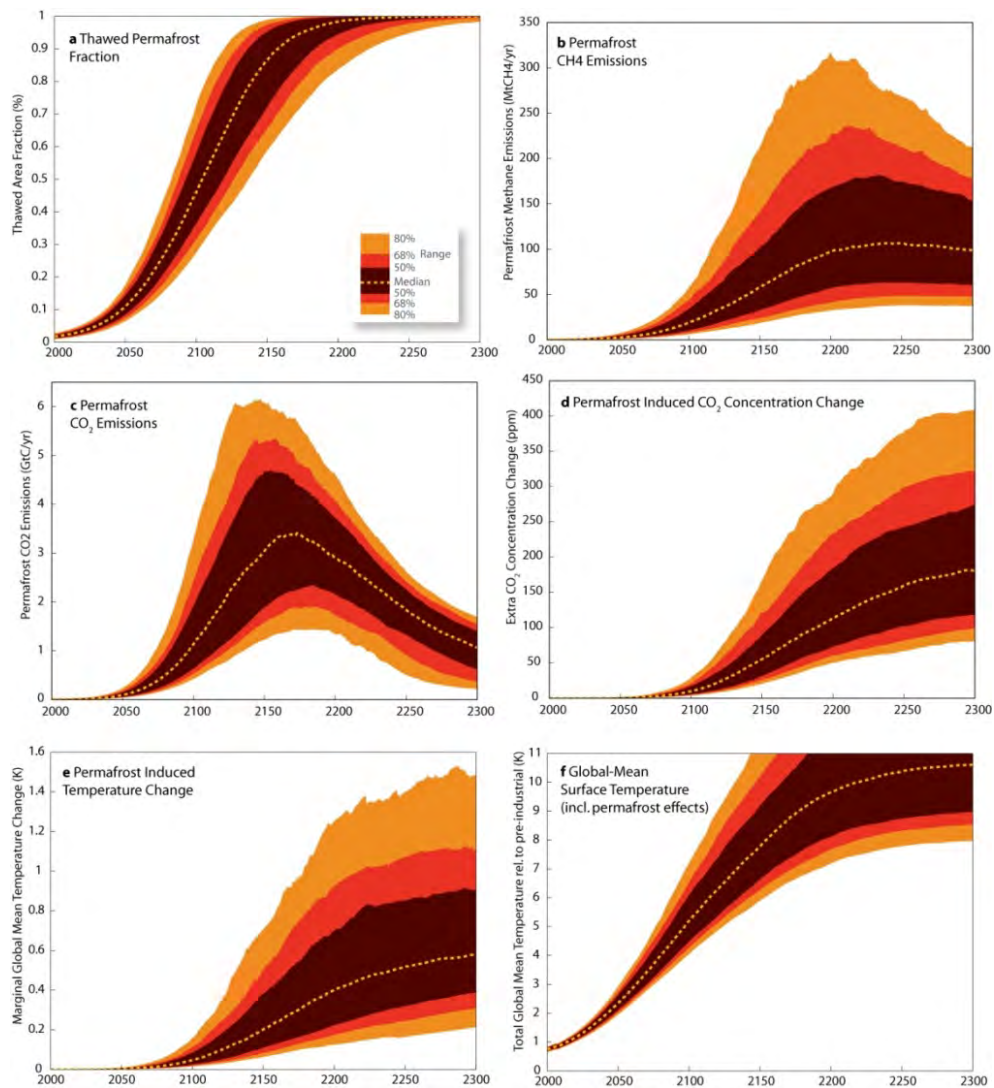 a Thawed Permafrost
Fraction
Thawed Area Fraction (%)
1
0.9
0.8
0.7
0.6
0.5
0.4
0.3
0.2
0.1
0
80%
68% Range
50%
Median
50%
68%
80%
2000 2050 2100 2150 2200 2250 2300
b Permafrost
CH4 Emissions
Permafriost Methane Emissions (MtCH4/yr)
350
300
250
200
150
100
50
0
2000 2050 2100 2150 2200 2250 2300
c Permafrost
CO₂ Emissions
Permafrost CO2 Emissions (GtC/yr)
6
5
4
3
2
1
0
2000 2050 2100 2150 2200 2250 2300
d Permafrost Induced CO₂ Concentration Change
Extra CO₂ Concentration Change (ppm)
450
400
350
300
250
200
150
100
50
0
2000 2050 2100 2150 2200 2250 2300
e Permafrost Induced
Temperature Change
Marginal Global Mean Temperature Change (K)
1.6
1.4
1.2
1
0.8
0.6
0.4
0.2
0
2000 2050 2100 2150 2200 2250 2300
f Global-Mean
Surface Temperature
(incl. permafrost effects)
Total Global Mean Temperature rel. to pre-industrial (K)
11
10
9
8
7
6
5
4
3
2
1
0
2000 2050 2100 2150 2200 2250 2300